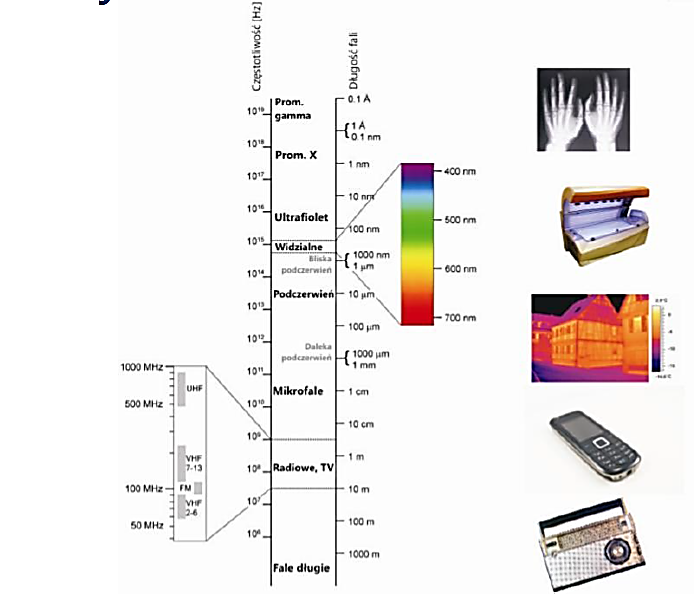 Częstotliwość [Hz]
Długość fali
Prom.
gamma
Prom. X
Ultrafiolet
Widzialne
Bliska
podczerwień
Podczerwień
Daleka
podczerwień
Mikrofale
Radiowe, TV
Fale długie
10¹⁹
10¹⁸
10¹⁷
10¹⁶
10¹⁵
10¹⁴
10¹³
10¹²
10¹¹
10¹⁰
10⁹
10⁸
10⁷
10⁶
0.1 Å
1 Å
0.1 nm
1 nm
10 nm
100 nm
1000 nm
1 µm
10 µm
100 µm
1000 µm
1 mm
1 cm
10 cm
1 m
10 m
100 m
1000 m
400 nm
500 nm
600 nm
700 nm
1000 MHz
UHF
500 MHz
VHF
7-13
100 MHz
FM
VHF
2-6
50 MHz